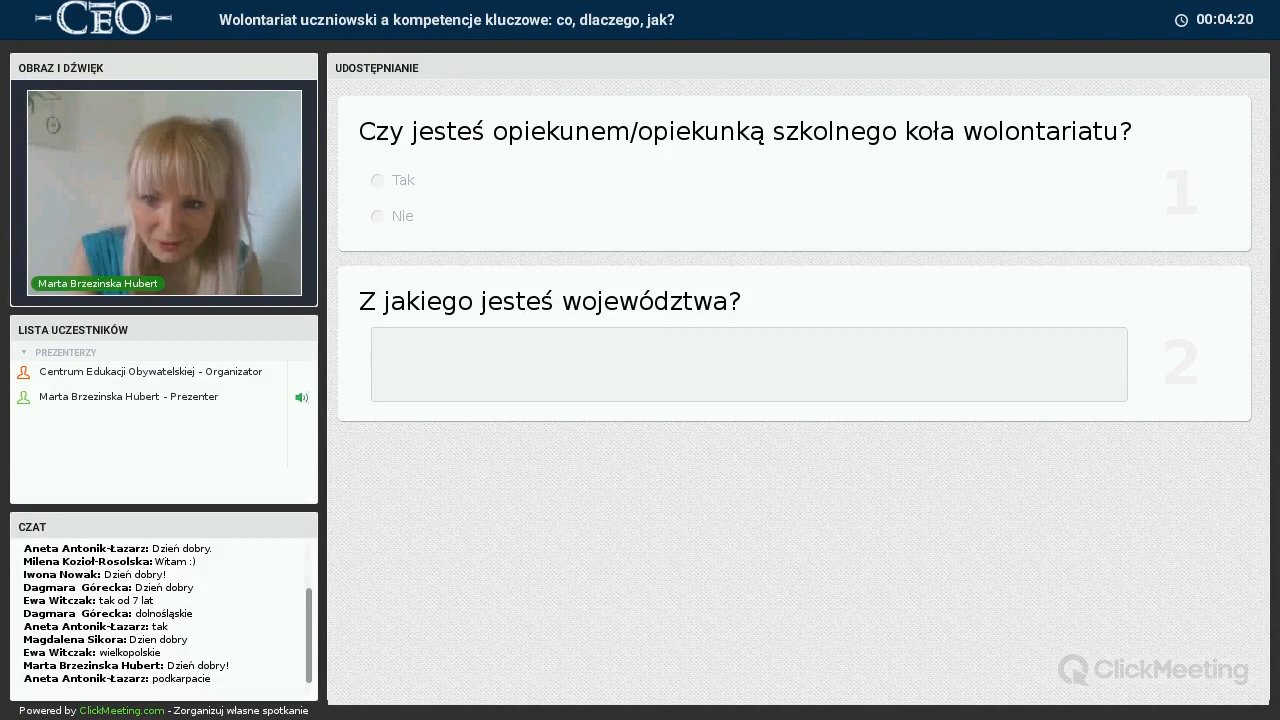 CEO
Wolontariat uczniowski a kompetencje kluczowe: co, dlaczego, jak?
00:04:20
OBRAZ I DŹWIĘK
Marta Brzezinska Hubert
LISTA UCZESTNIKÓW
PREZENTERZY
Centrum Edukacji Obywatelskiej - Organizator
Marta Brzezinska Hubert - Prezenter
CZAT
Aneta Antonik-Łazarz: Dzień dobry.
Milena Kozioł-Rosolska: Witam :)
Iwona Nowak: Dzień dobry!
Dagmara Górecka: Dzień dobry
Ewa Witczak: tak od 7 lat
Dagmara Górecka: dolnośląskie
Aneta Antonik-Łazarz: tak
Magdalena Sikora: Dzien dobry
Ewa Witczak: wielkopolskie
Marta Brzezinska Hubert: Dzień dobry!
Aneta Antonik-Łazarz: podkarpacie
Powered by ClickMeeting.com - Zorganizuj własne spotkanie
UDOSTĘPNIANIE
Czy jesteś opiekunem/opiekunką szkolnego koła wolontariatu?
Tak
Nie
1
Z jakiego jesteś województwa?
2
ClickMeeting